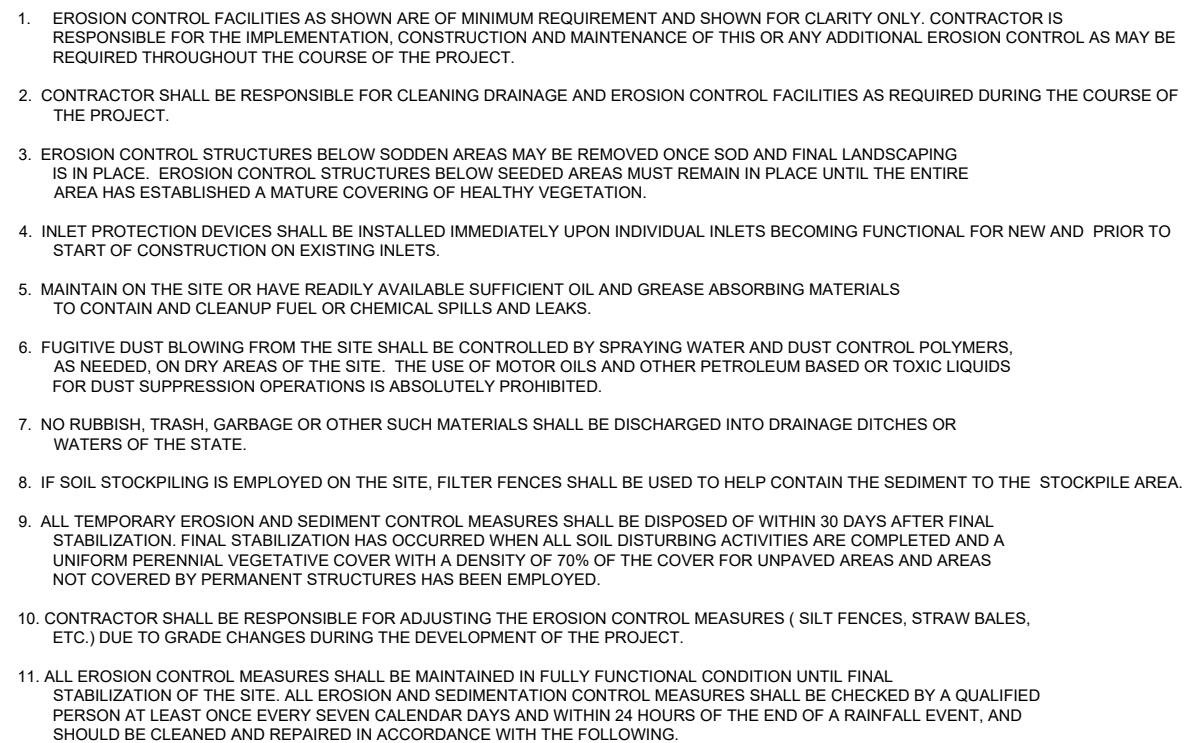 1. EROSION CONTROL FACILITIES AS SHOWN ARE OF MINIMUM REQUIREMENT AND SHOWN FOR CLARITY ONLY. CONTRACTOR IS
RESPONSIBLE FOR THE IMPLEMENTATION, CONSTRUCTION AND MAINTENANCE OF THIS OR ANY ADDITIONAL EROSION CONTROL AS MAY BE
REQUIRED THROUGHOUT THE COURSE OF THE PROJECT.
2. CONTRACTOR SHALL BE RESPONSIBLE FOR CLEANING DRAINAGE AND EROSION CONTROL FACILITIES AS REQUIRED DURING THE COURSE OF
THE PROJECT.
3. EROSION CONTROL STRUCTURES BELOW SODDEN AREAS MAY BE REMOVED ONCE SOD AND FINAL LANDSCAPING
IS IN PLACE. EROSION CONTROL STRUCTURES BELOW SEEDED AREAS MUST REMAIN IN PLACE UNTIL THE ENTIRE
AREA HAS ESTABLISHED A MATURE COVERING OF HEALTHY VEGETATION.
4. INLET PROTECTION DEVICES SHALL BE INSTALLED IMMEDIATELY UPON INDIVIDUAL INLETS BECOMING FUNCTIONAL FOR NEW AND PRIOR TO
START OF CONSTRUCTION ON EXISTING INLETS.
5. MAINTAIN ON THE SITE OR HAVE READILY AVAILABLE SUFFICIENT OIL AND GREASE ABSORBING MATERIALS
TO CONTAIN AND CLEANUP FUEL OR CHEMICAL SPILLS AND LEAKS.
6. FUGITIVE DUST BLOWING FROM THE SITE SHALL BE CONTROLLED BY SPRAYING WATER AND DUST CONTROL POLYMERS,
AS NEEDED, ON DRY AREAS OF THE SITE. THE USE OF MOTOR OILS AND OTHER PETROLEUM BASED OR TOXIC LIQUIDS
FOR DUST SUPPRESSION OPERATIONS IS ABSOLUTELY PROHIBITED.
7. NO RUBBISH, TRASH, GARBAGE OR OTHER SUCH MATERIALS SHALL BE DISCHARGED INTO DRAINAGE DITCHES OR
WATERS OF THE STATE.
8. IF SOIL STOCKPILING IS EMPLOYED ON THE SITE, FILTER FENCES SHALL BE USED TO HELP CONTAIN THE SEDIMENT TO THE STOCKPILE AREA.
9. ALL TEMPORARY EROSION AND SEDIMENT CONTROL MEASURES SHALL BE DISPOSED OF WITHIN 30 DAYS AFTER FINAL
STABILIZATION. FINAL STABILIZATION HAS OCCURRED WHEN ALL SOIL DISTURBING ACTIVITIES ARE COMPLETED AND A
UNIFORM PERENNIAL VEGETATIVE COVER WITH A DENSITY OF 70% OF THE COVER FOR UNPAVED AREAS AND AREAS
NOT COVERED BY PERMANENT STRUCTURES HAS BEEN EMPLOYED.
10. CONTRACTOR SHALL BE RESPONSIBLE FOR ADJUSTING THE EROSION CONTROL MEASURES ( SILT FENCES, STRAW BALES,
ETC.) DUE TO GRADE CHANGES DURING THE DEVELOPMENT OF THE PROJECT.
11. ALL EROSION CONTROL MEASURES SHALL BE MAINTAINED IN FULLY FUNCTIONAL CONDITION UNTIL FINAL
STABILIZATION OF THE SITE. ALL EROSION AND SEDIMENTATION CONTROL MEASURES SHALL BE CHECKED BY A QUALIFIED
PERSON AT LEAST ONCE EVERY SEVEN CALENDAR DAYS AND WITHIN 24 HOURS OF THE END OF A RAINFALL EVENT, AND
SHOULD BE CLEANED AND REPAIRED IN ACCORDANCE WITH THE FOLLOWING.